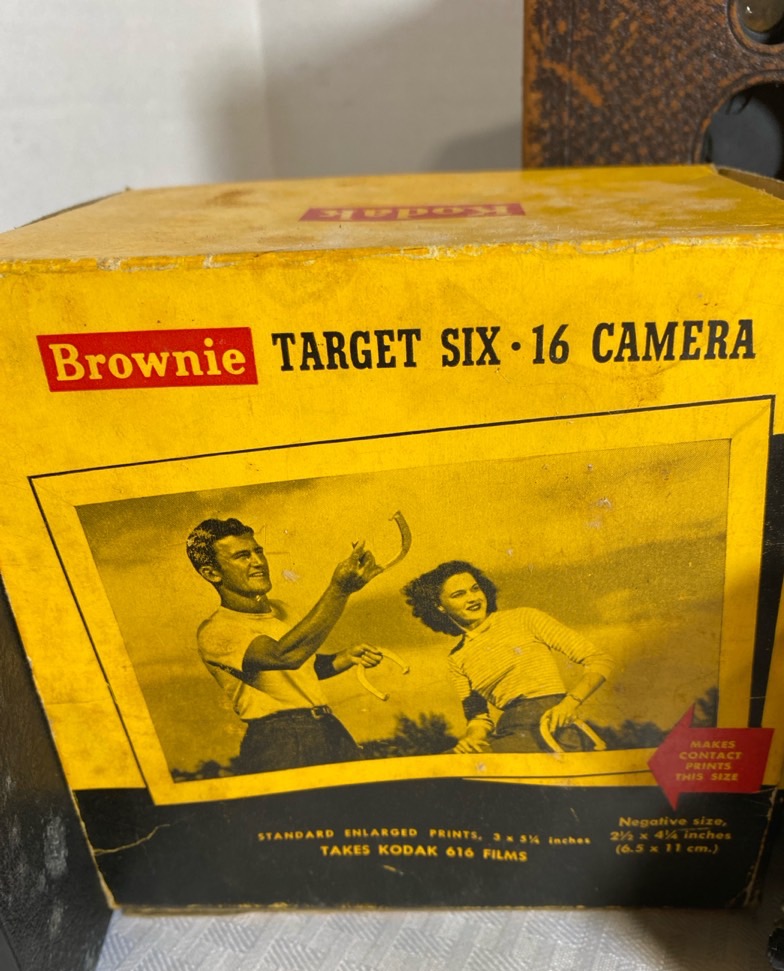 Kodak
Brownie TARGET SIX·16 CAMERA
MAKES
CONTACT
PRINTS
THIS SIZE
STANDARD ENLARGED PRINTS, 3 x 5¼ inches
TAKES KODAK 616 FILMS
Negative size,
2½ x 4¼ inches
(6.5 x 11 cm.)